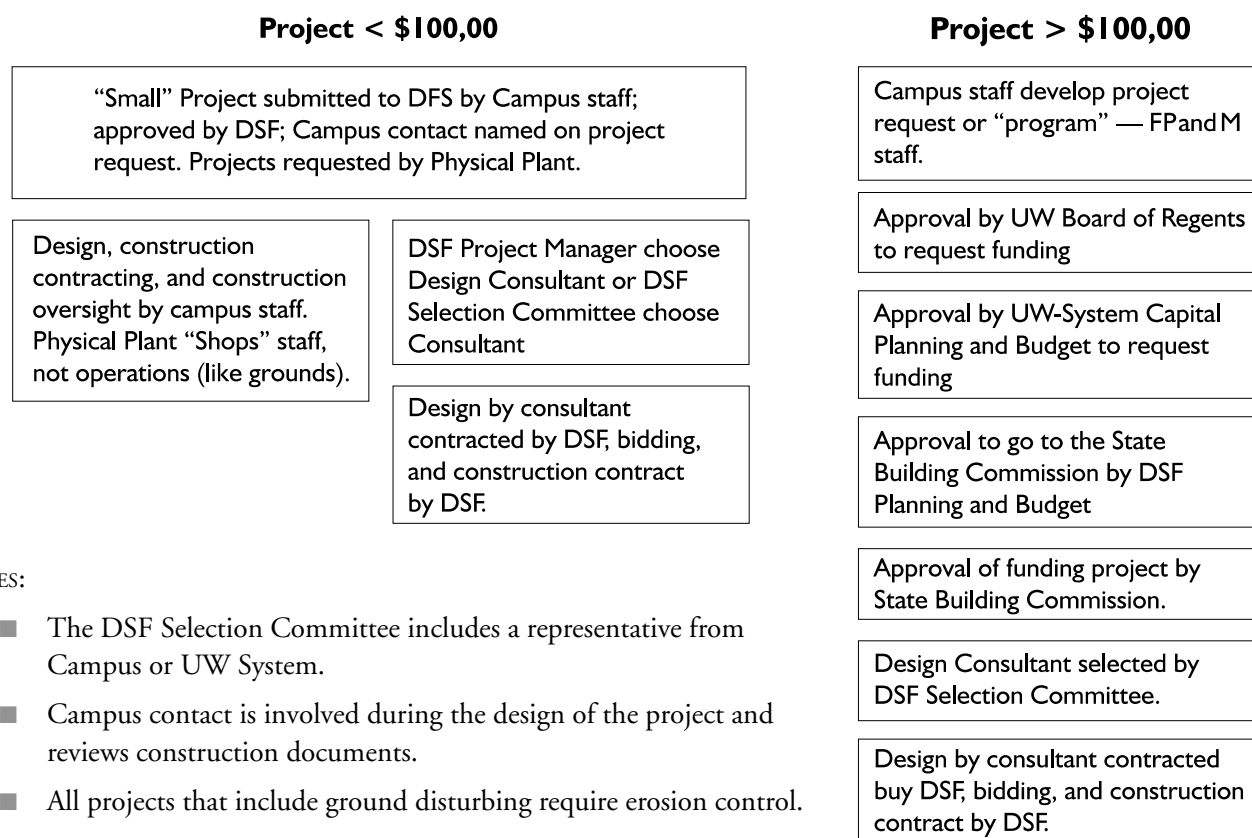 Project < $100,00
“Small” Project submitted to DFS by Campus staff;
approved by DSF; Campus contact named on project
request. Projects requested by Physical Plant.
Design, construction
contracting, and construction
oversight by campus staff.
Physical Plant “Shops” staff,
not operations (like grounds).
DSF Project Manager choose
Design Consultant or DSF
Selection Committee choose
Consultant
Design by consultant
contracted by DSF, bidding,
and construction contract
by DSF.
ES:
■ The DSF Selection Committee includes a representative from
Campus or UW System.
■ Campus contact is involved during the design of the project and
reviews construction documents.
■ All projects that include ground disturbing require erosion control.
Project > $100,00
Campus staff develop project
request or “program” — FPandM
staff.
Approval by UW Board of Regents
to request funding
Approval by UW-System Capital
Planning and Budget to request
funding
Approval to go to the State
Building Commission by DSF
Planning and Budget
Approval of funding project by
State Building Commission.
Design Consultant selected by
DSF Selection Committee.
Design by consultant contracted
buy DSF, bidding, and construction
contract by DSF.